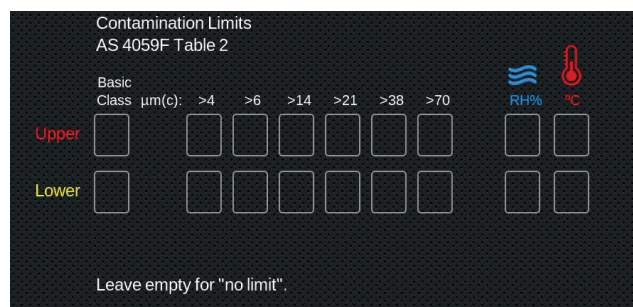 Contamination Limits
AS 4059F Table 2
Basic
Class µm(c): >4 >6 >14 >21 >38 >70 RH% ºC
Upper
Lower
Leave empty for "no limit".